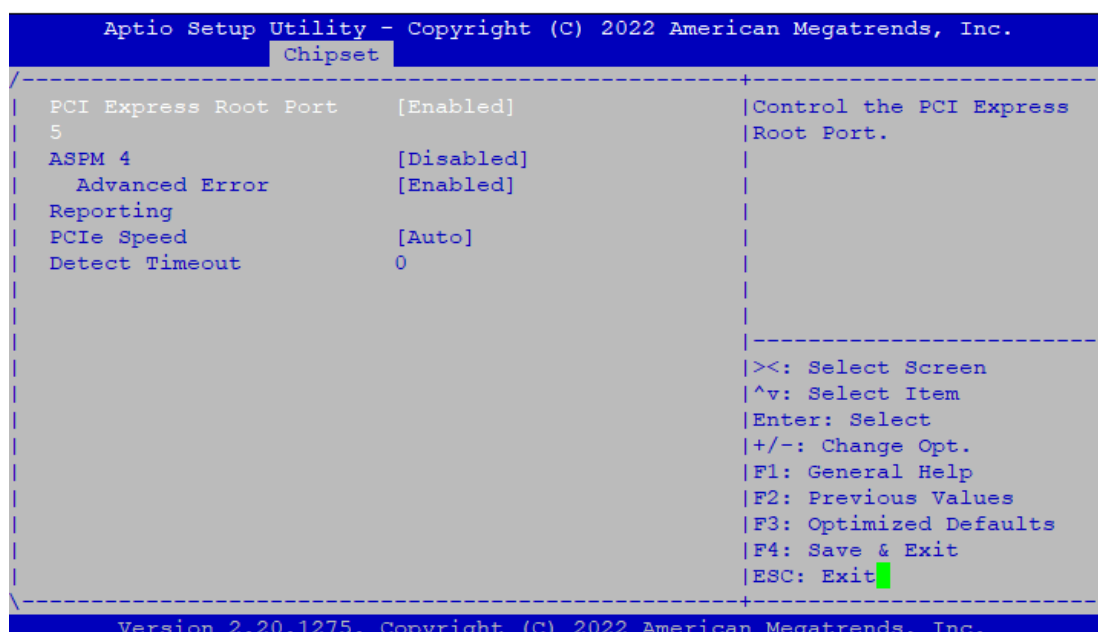 Aptio Setup Utility - Copyright (C) 2022 American Megatrends, Inc.
Chipset
/----------------------------------------------------+--------------------------
| PCI Express Root Port [Enabled] |Control the PCI Express
| 5 |Root Port.
| ASPM 4 [Disabled] |
| Advanced Error [Enabled] |
| Reporting |
| PCIe Speed [Auto] |
| Detect Timeout 0 |
| |
| |
| |--------------------------
| |><: Select Screen
| |^v: Select Item
| |Enter: Select
| |+/-: Change Opt.
| |F1: General Help
| |F2: Previous Values
| |F3: Optimized Defaults
| |F4: Save & Exit
| |ESC: Exit
\----------------------------------------------------+--------------------------
Version 2.20.1275. Copyright (C) 2022 American Megatrends, Inc.